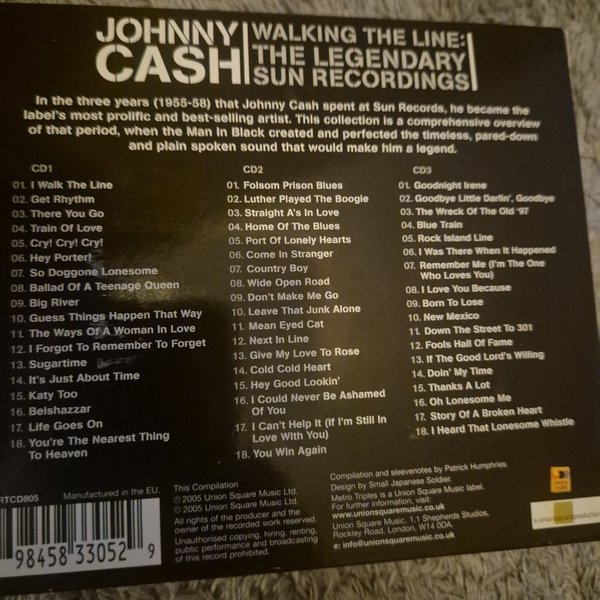 JOHNNY CASH
WALKING THE LINE:
THE LEGENDARY
SUN RECORDINGS
In the three years (1955-58) that Johnny Cash spent at Sun Records, he became the
label's most prolific and best-selling artist. This collection is a comprehensive overview
of that period, when the Man In Black created and perfected the timeless, pared-down
and plain spoken sound that would make him a legend.
CD1
01. I Walk The Line
02. Get Rhythm
03. There You Go
04. Train Of Love
05. Cry! Cry! Cry!
06. Hey Porter!
07. So Doggone Lonesome
08. Ballad Of A Teenage Queen
09. Big River
10. Guess Things Happen That Way
11. The Ways Of A Woman In Love
12. I Forgot To Remember To Forget
13. Sugartime
14. It's Just About Time
15. Katy Too
16. Belshazzar
17. Life Goes On
18. You're The Nearest Thing
To Heaven
CD2
01. Folsom Prison Blues
02. Luther Played The Boogie
03. Straight A's In Love
04. Home Of The Blues
05. Port Of Lonely Hearts
06. Come In Stranger
07. Country Boy
08. Wide Open Road
09. Don't Make Me Go
10. Leave That Junk Alone
11. Mean Eyed Cat
12. Next In Line
13. Give My Love To Rose
14. Cold Cold Heart
15. Hey Good Lookin'
16. I Could Never Be Ashamed
Of You
17. I Can't Help It (If I'm Still In
Love With You)
18. You Win Again
CD3
01. Goodnight Irene
02. Goodbye Little Darlin', Goodbye
03. The Wreck Of The Old '97
04. Blue Train
05. Rock Island Line
06. I Was There When It Happened
07. Remember Me (I'm The One
Who Loves You)
08. I Love You Because
09. Born To Lose
10. New Mexico
11. Down The Street To 301
12. Fools Hall Of Fame
13. If The Good Lord's Willing
14. Doin' My Time
15. Thanks A Lot
16. Oh Lonesome Me
17. Story Of A Broken Heart
18. I Heard That Lonesome Whistle
RTCD805
Manufactured in the EU.
98458 33052 9
This Compilation
℗ 2005 Union Square Music Ltd.
© 2005 Union Square Music Ltd.
All rights of the producer and the
owner of the recorded work reserved.
Unauthorised copying, hiring, renting,
public performance and broadcasting
of this record prohibited.
Compilation and sleevenotes by Patrick Humphries.
Design by Small Japanese Soldier.
Metro Triples is a Union Square Music label.
For further information, visit:
www.unionsquaremusic.co.uk
Union Square Music, 1.1 Shepherds Studios,
Rockley Road, London, W14 0DA.
e: info@unionsquaremusic.co.uk
a unionsquareproduction